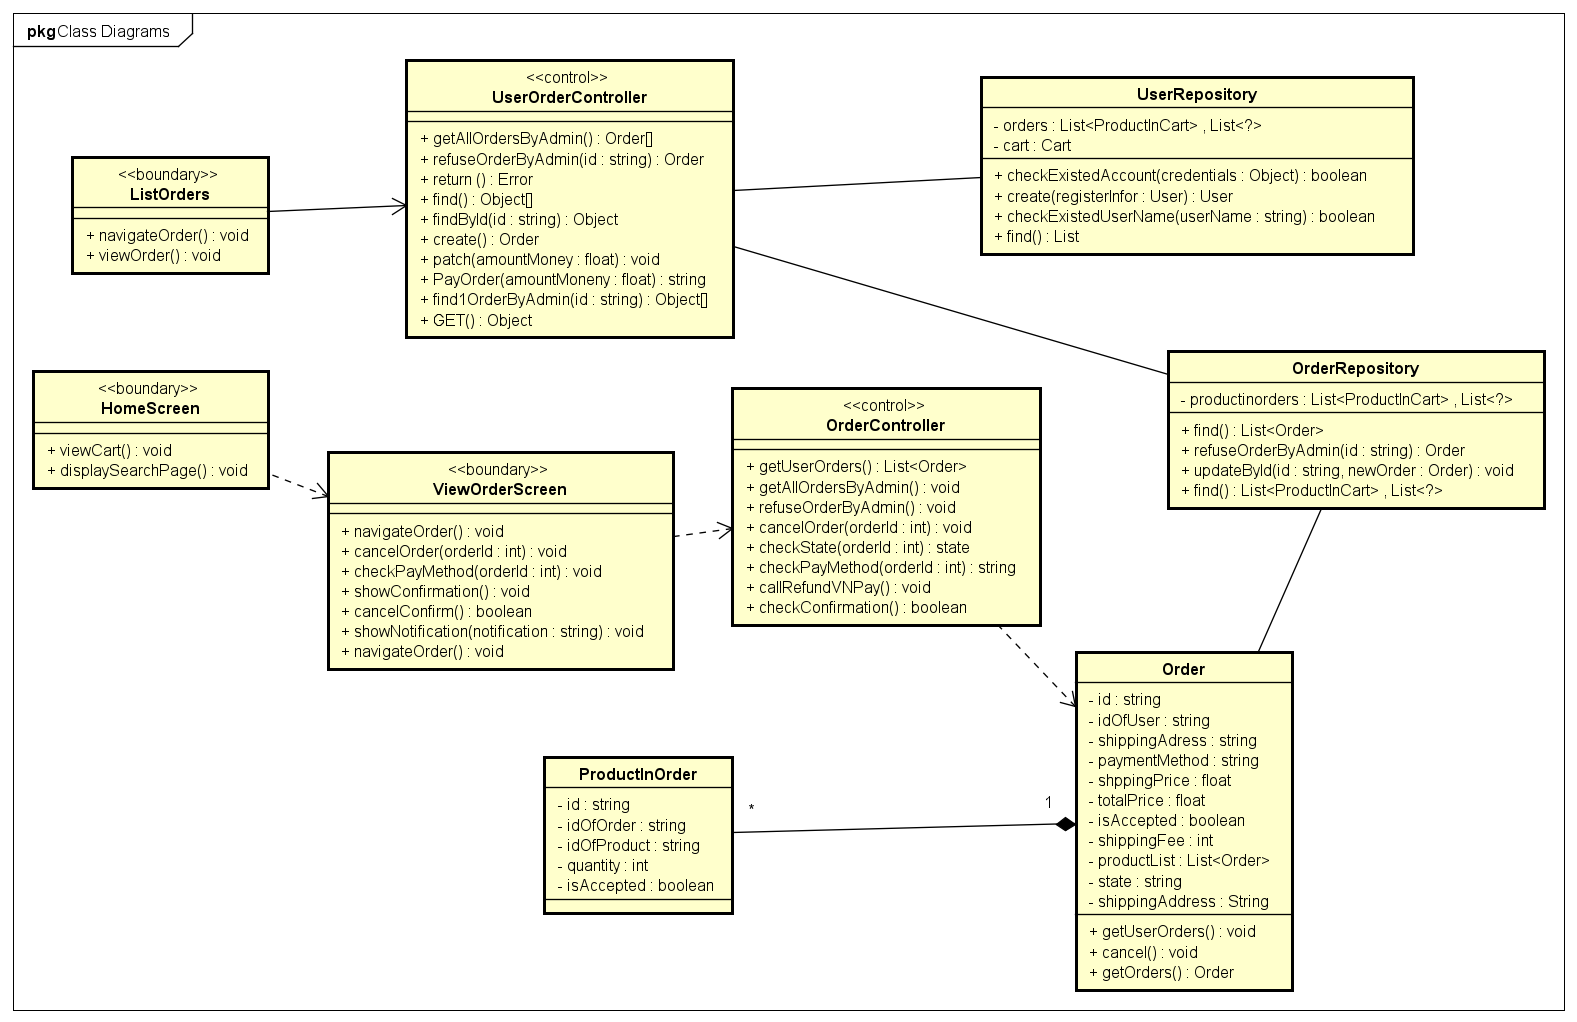 pkg Class Diagrams
<<control>>
UserOrderController
+ getAllOrdersByAdmin() : Order[]
+ refuseOrderByAdmin(id : string) : Order
+ return () : Error
+ find() : Object[]
+ findById(id : string) : Object
+ create() : Order
+ patch(amountMoney : float) : void
+ PayOrder(amountMoneny : float) : string
+ find1OrderByAdmin(id : string) : Object[]
+ GET() : Object
UserRepository
- orders : List<ProductInCart> , List<?>
- cart : Cart
+ checkExistedAccount(credentials : Object) : boolean
+ create(registerInfor : User) : User
+ checkExistedUserName(userName : string) : boolean
+ find() : List
<<boundary>>
ListOrders
+ navigateOrder() : void
+ viewOrder() : void
<<boundary>>
HomeScreen
+ viewCart() : void
+ displaySearchPage() : void
<<boundary>>
ViewOrderScreen
+ navigateOrder() : void
+ cancelOrder(orderId : int) : void
+ checkPayMethod(orderId : int) : void
+ showConfirmation() : void
+ cancelConfirm() : boolean
+ showNotification(notification : string) : void
+ navigateOrder() : void
<<control>>
OrderController
+ getUserOrders() : List<Order>
+ getAllOrdersByAdmin() : void
+ refuseOrderByAdmin() : void
+ cancelOrder(orderId : int) : void
+ checkState(orderId : int) : state
+ checkPayMethod(orderId : int) : string
+ callRefundVNPay() : void
+ checkConfirmation() : boolean
OrderRepository
- productinorders : List<ProductInCart> , List<?>
+ find() : List<Order>
+ refuseOrderByAdmin(id : string) : Order
+ updateById(id : string, newOrder : Order) : void
+ find() : List<ProductInCart> , List<?>
Order
- id : string
- idOfUser : string
- shippingAdress : string
- paymentMethod : string
- shppingPrice : float
- totalPrice : float
- isAccepted : boolean
- shippingFee : int
- productList : List<Order>
- state : string
- shippingAddress : String
+ getUserOrders() : void
+ cancel() : void
+ getOrders() : Order
ProductInOrder
- id : string
- idOfOrder : string
- idOfProduct : string
- quantity : int
- isAccepted : boolean
*
1